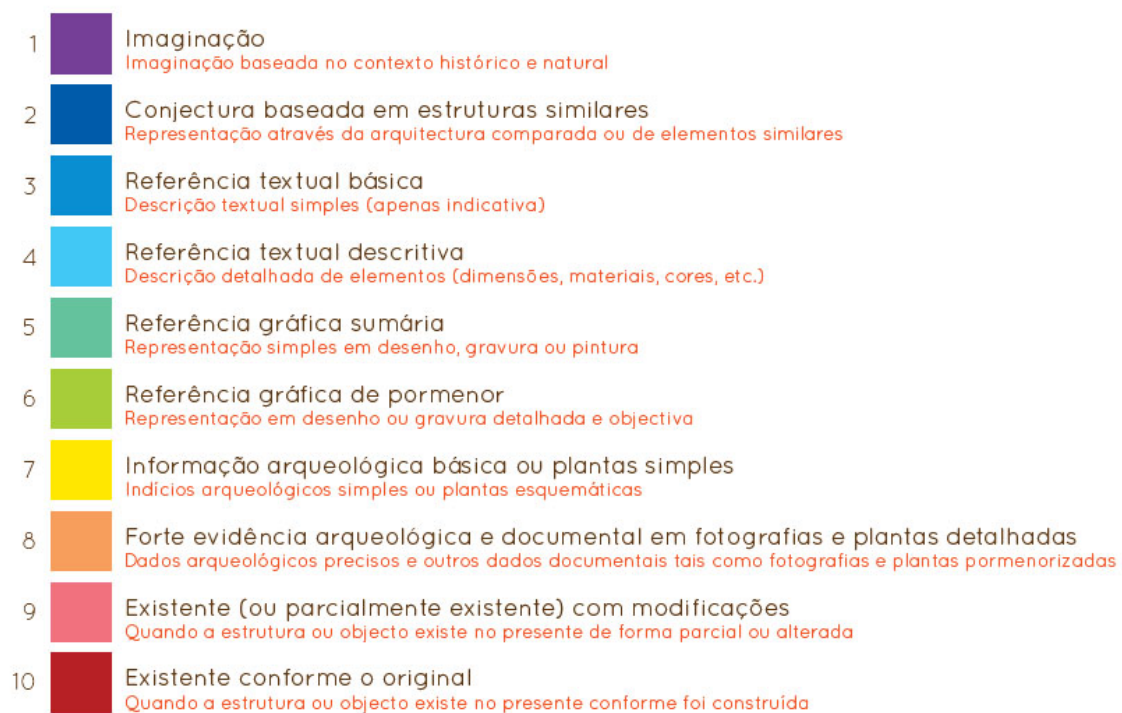 1 Imaginação
Imaginação baseada no contexto histórico e natural
2 Conjectura baseada em estruturas similares
Representação através da arquitectura comparada ou de elementos similares
3 Referência textual básica
Descrição textual simples (apenas indicativa)
4 Referência textual descritiva
Descrição detalhada de elementos (dimensões, materiais, cores, etc.)
5 Referência gráfica sumária
Representação simples em desenho, gravura ou pintura
6 Referência gráfica de pormenor
Representação em desenho ou gravura detalhada e objectiva
7 Informação arqueológica básica ou plantas simples
Indícios arqueológicos simples ou plantas esquemáticas
8 Forte evidência arqueológica e documental em fotografias e plantas detalhadas
Dados arqueológicos precisos e outros dados documentais tais como fotografias e plantas pormenorizadas
9 Existente (ou parcialmente existente) com modificações
Quando a estrutura ou objecto existe no presente de forma parcial ou alterada
10 Existente conforme o original
Quando a estrutura ou objecto existe no presente conforme foi construída